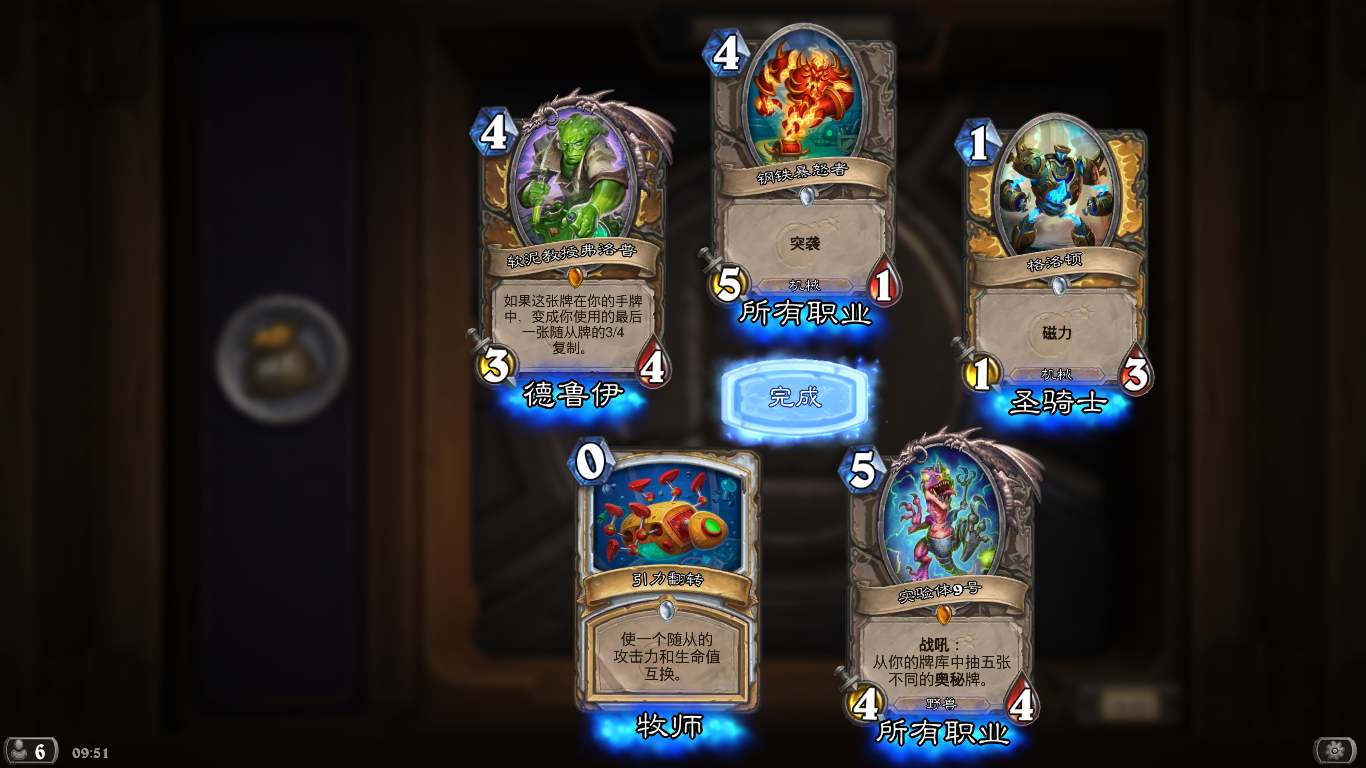 4
钢铁暴怒者
突袭
机械
5
1
所有职业
4
软泥教授弗洛普
如果这张牌在你的手牌
中，变成你使用的最后
一张随从牌的3/4
复制。
3
4
德鲁伊
1
格洛顿
磁力
机械
1
3
圣骑士
完成
0
引力翻转
使一个随从的
攻击力和生命值
互换。
牧师
5
实验体9号
战吼：
从你的牌库中抽五张
不同的奥秘牌。
野兽
4
4
所有职业
6
09:51